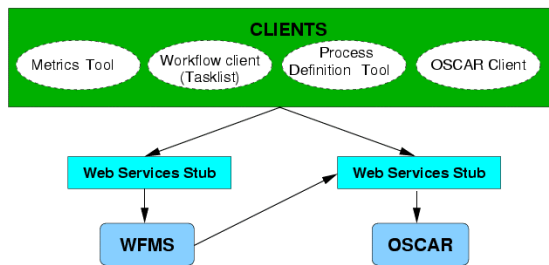 CLIENTS
Metrics Tool
Workflow client
(Tasklist)
Process
Definition Tool
OSCAR Client
Web Services Stub
Web Services Stub
WFMS
OSCAR